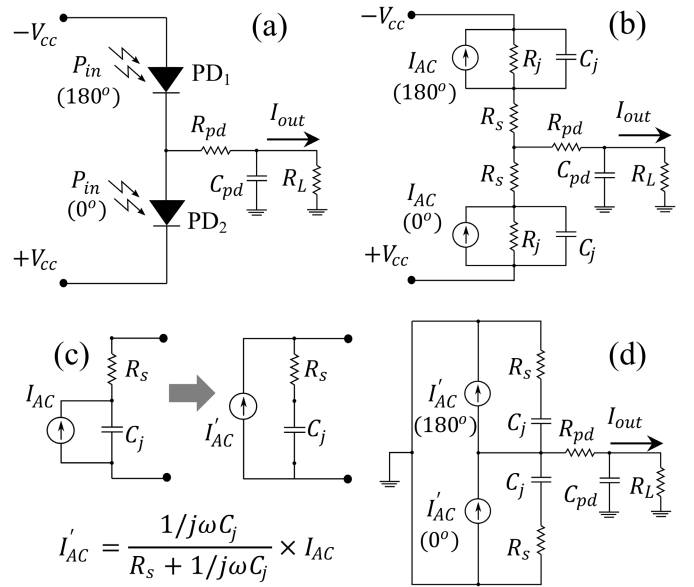 (a)
−Vcc
Pin
(180°)
PD1
Rpd
Iout
Cpd
RL
Pin
(0°)
PD2
+Vcc
(b)
−Vcc
IAC
(180°)
Rj
Cj
Rs
Rpd
Iout
Rs
Cpd
RL
IAC
(0°)
Rj
Cj
+Vcc
(c)
Rs
IAC
Cj
Rs
I'AC
Cj
I'AC = 1/jωCj / Rs + 1/jωCj × IAC
(d)
Rs
I'AC
(180°)
Cj
Rpd
Iout
Cj
Cpd
RL
I'AC
(0°)
Rs